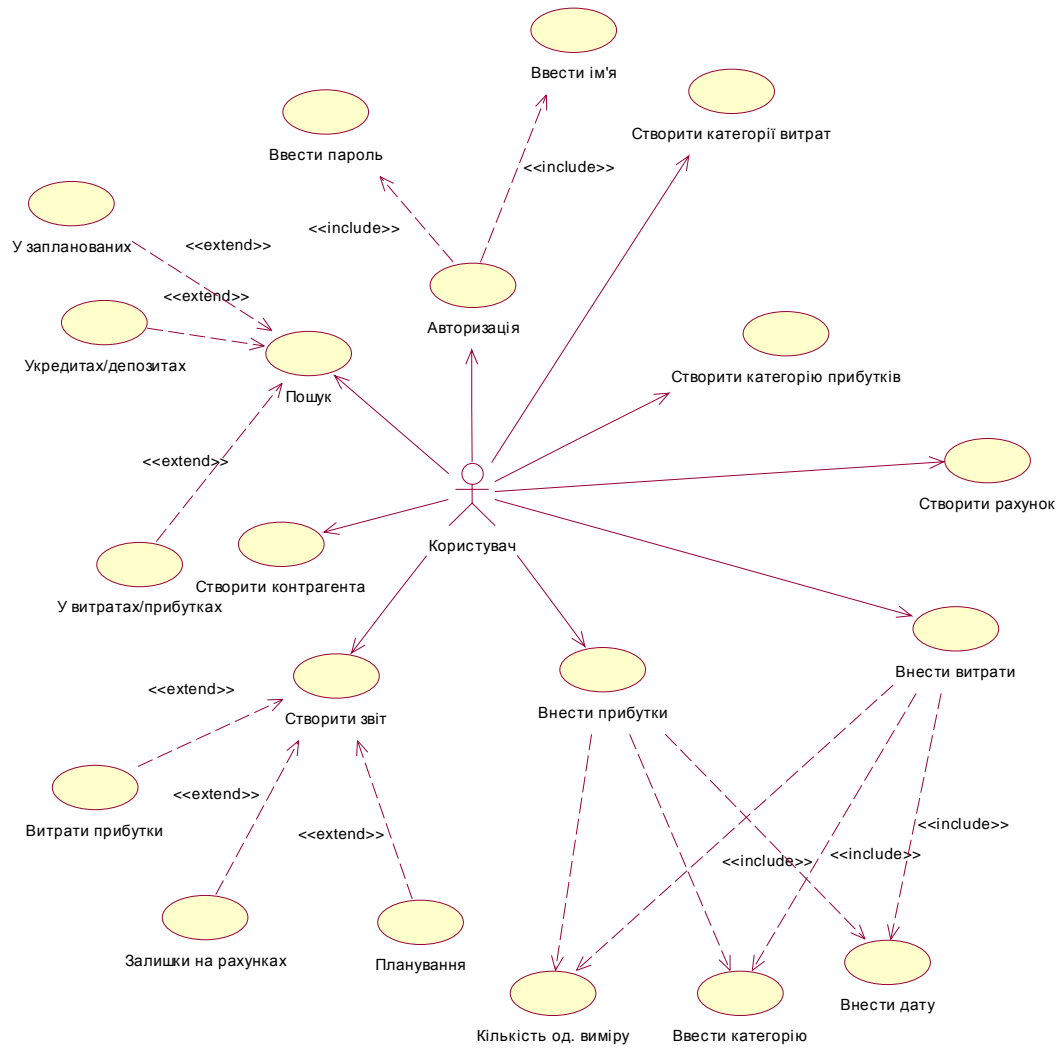 Ввести ім'я
Створити категорії витрат
Ввести пароль
<<include>>
<<include>>
У запланованих
<<extend>>
<<extend>>
Авторизація
Укредитах/депозитах
Створити категорію прибутків
Пошук
<<extend>>
Створити рахунок
Користувач
Створити контрагента
У витратах/прибутках
Внести витрати
<<extend>>
Створити звіт
Внести прибутки
<<extend>>
Витрати прибутки
<<extend>>
<<include>>
<<include>>
<<include>>
Залишки на рахунках
Планування
Внести дату
Кількість од. виміру
Ввести категорію